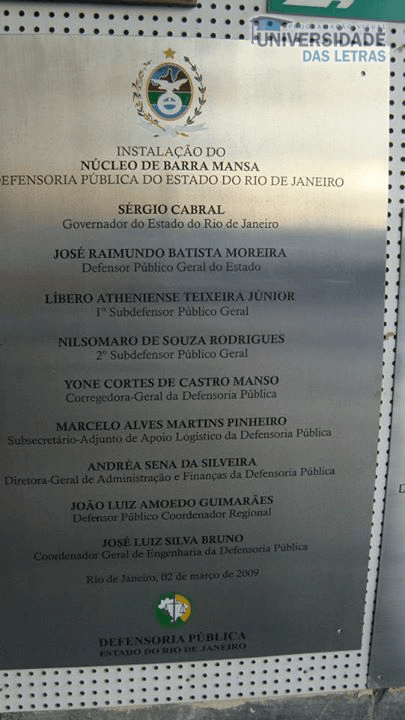 UNIVERSIDADE
DAS LETRAS
INSTALAÇÃO DO
NÚCLEO DE BARRA MANSA
DEFENSORIA PÚBLICA DO ESTADO DO RIO DE JANEIRO
SÉRGIO CABRAL
Governador do Estado do Rio de Janeiro
JOSÉ RAIMUNDO BATISTA MOREIRA
Defensor Público Geral do Estado
LÍBERO ATHENIENSE TEIXEIRA JÚNIOR
1º Subdefensor Público Geral
NILSOMARO DE SOUZA RODRIGUES
2º Subdefensor Público Geral
YONE CORTES DE CASTRO MANSO
Corregedora-Geral da Defensoria Pública
MARCELO ALVES MARTINS PINHEIRO
Subsecretário-Adjunto de Apoio Logístico da Defensoria Pública
ANDRÉA SENA DA SILVEIRA
Diretora-Geral de Administração e Finanças da Defensoria Pública
JOÃO LUIZ AMOEDO GUIMARÃES
Defensor Público Coordenador Regional
JOSÉ LUIZ SILVA BRUNO
Coordenador Geral de Engenharia da Defensoria Pública
Rio de Janeiro, 02 de março de 2009
DEFENSORIA PÚBLICA
ESTADO DO RIO DE JANEIRO